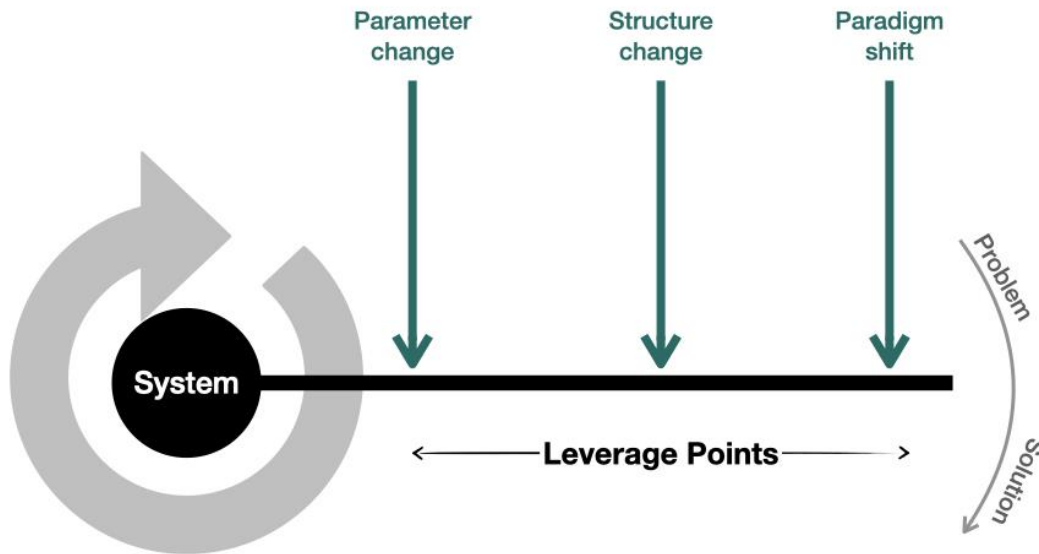 Parameter
change
Structure
change
Paradigm
shift
Problem
System
Leverage Points
Solution